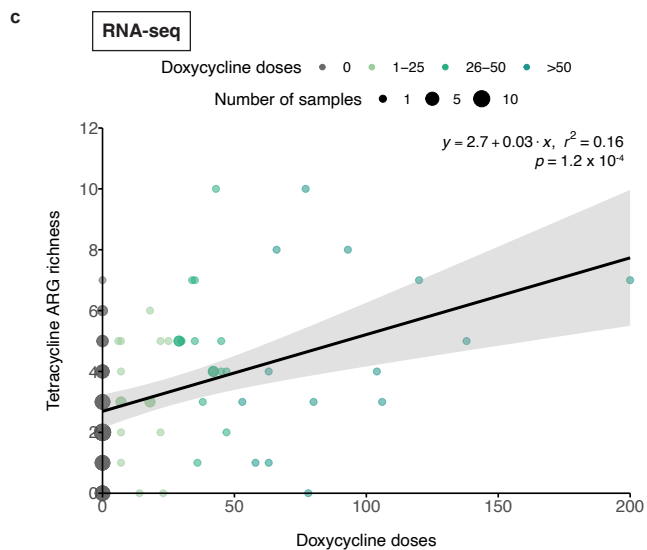 c
RNA-seq
Doxycycline doses 0 1–25 26–50 >50
Number of samples 1 5 10
y = 2.7 + 0.03 · x, r² = 0.16
p = 1.2 x 10⁻⁴
Tetracycline ARG richness
12
10
8
6
4
2
0
0 50 100 150 200
Doxycycline doses